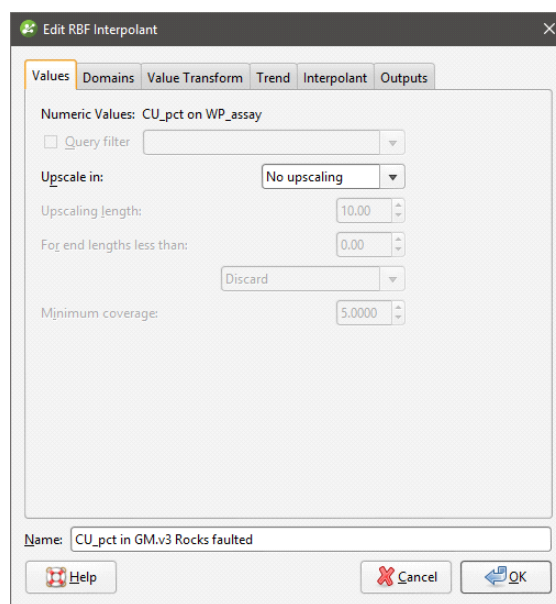 Edit RBF Interpolant
Values Domains Value Transform Trend Interpolant Outputs
Numeric Values: CU_pct on WP_assay
Query filter
Upscale in: No upscaling
Upscaling length: 10.00
For end lengths less than: 0.00
Discard
Minimum coverage: 5.0000
Name: CU_pct in GM.v3 Rocks faulted
Help Cancel OK